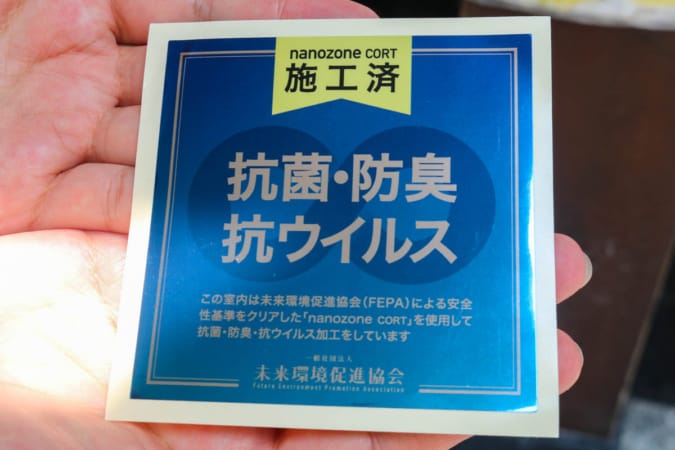 nanozone CORT
施工済
抗菌・防臭
抗ウイルス
この室内は未来環境促進協会(FEPA)による安全
性基準をクリアした「nanozone CORT」を使用して
抗菌・防臭・抗ウイルス加工をしています
一般社団法人
未来環境促進協会
Future Environment Promotion Association